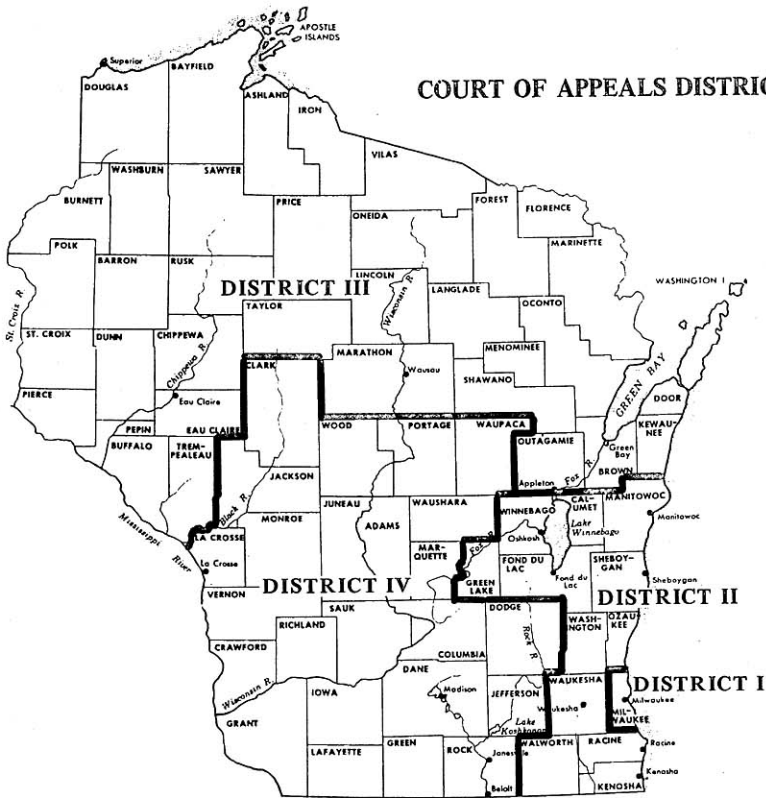 APOSTLE
ISLANDS
Superior
BAYFIELD
DOUGLAS
COURT OF APPEALS DISTRIC
ASHLAND
IRON
VILAS
WASHBURN
SAWYER
BURNETT
PRICE
FOREST
FLORENCE
ONEIDA
POLK
MARINETTE
BARRON
RUSK
WASHINGTON I
LINCOLN
DISTRICT III
LANGLADE
TAYLOR
OCONTO
St. Croix R.
Wisconsin R.
ST. CROIX
DUNN
CHIPPEWA
MARATHON
MENOMINEE
CLARK
Chippewa R.
Wausau
SHAWANO
PIERCE
Eau Claire
GREEN BAY
DOOR
PEPIN
EAU CLAIRE
WOOD
PORTAGE
WAUPACA
KEWAU-
NEE
BUFFALO
TREM-
PEALEAU
OUTAGAMIE
Green
Bay
BROWN
JACKSON
Appleton
Fox R.
Black R.
JUNEAU
WAUSHARA
CAL-
UMET
MANITOWOC
MONROE
ADAMS
WINNEBAGO
Manitowoc
Mississippi
River
LA CROSSE
Oshkosh
Lake
Winnebago
La Crosse
MAR-
QUETTE
Fox R.
FOND DU
LAC
SHEBOY-
GAN
Fond du
Lac
Sheboygan
VERNON
DISTRICT IV
GREEN
LAKE
DISTRICT II
SAUK
DODGE
RICHLAND
WASH-
INGTON
OZAU-
KEE
CRAWFORD
Rock R.
COLUMBIA
DANE
Wisconsin R.
IOWA
Madison
JEFFERSON
WAUKESHA
DISTRICT I
Waukesha
Milwaukee
GRANT
MIL-
WAUKEE
Lake
Koshkonong
LAFAYETTE
GREEN
ROCK
Janesville
WALWORTH
RACINE
Racine
Beloit
KENOSHA
Kenosha